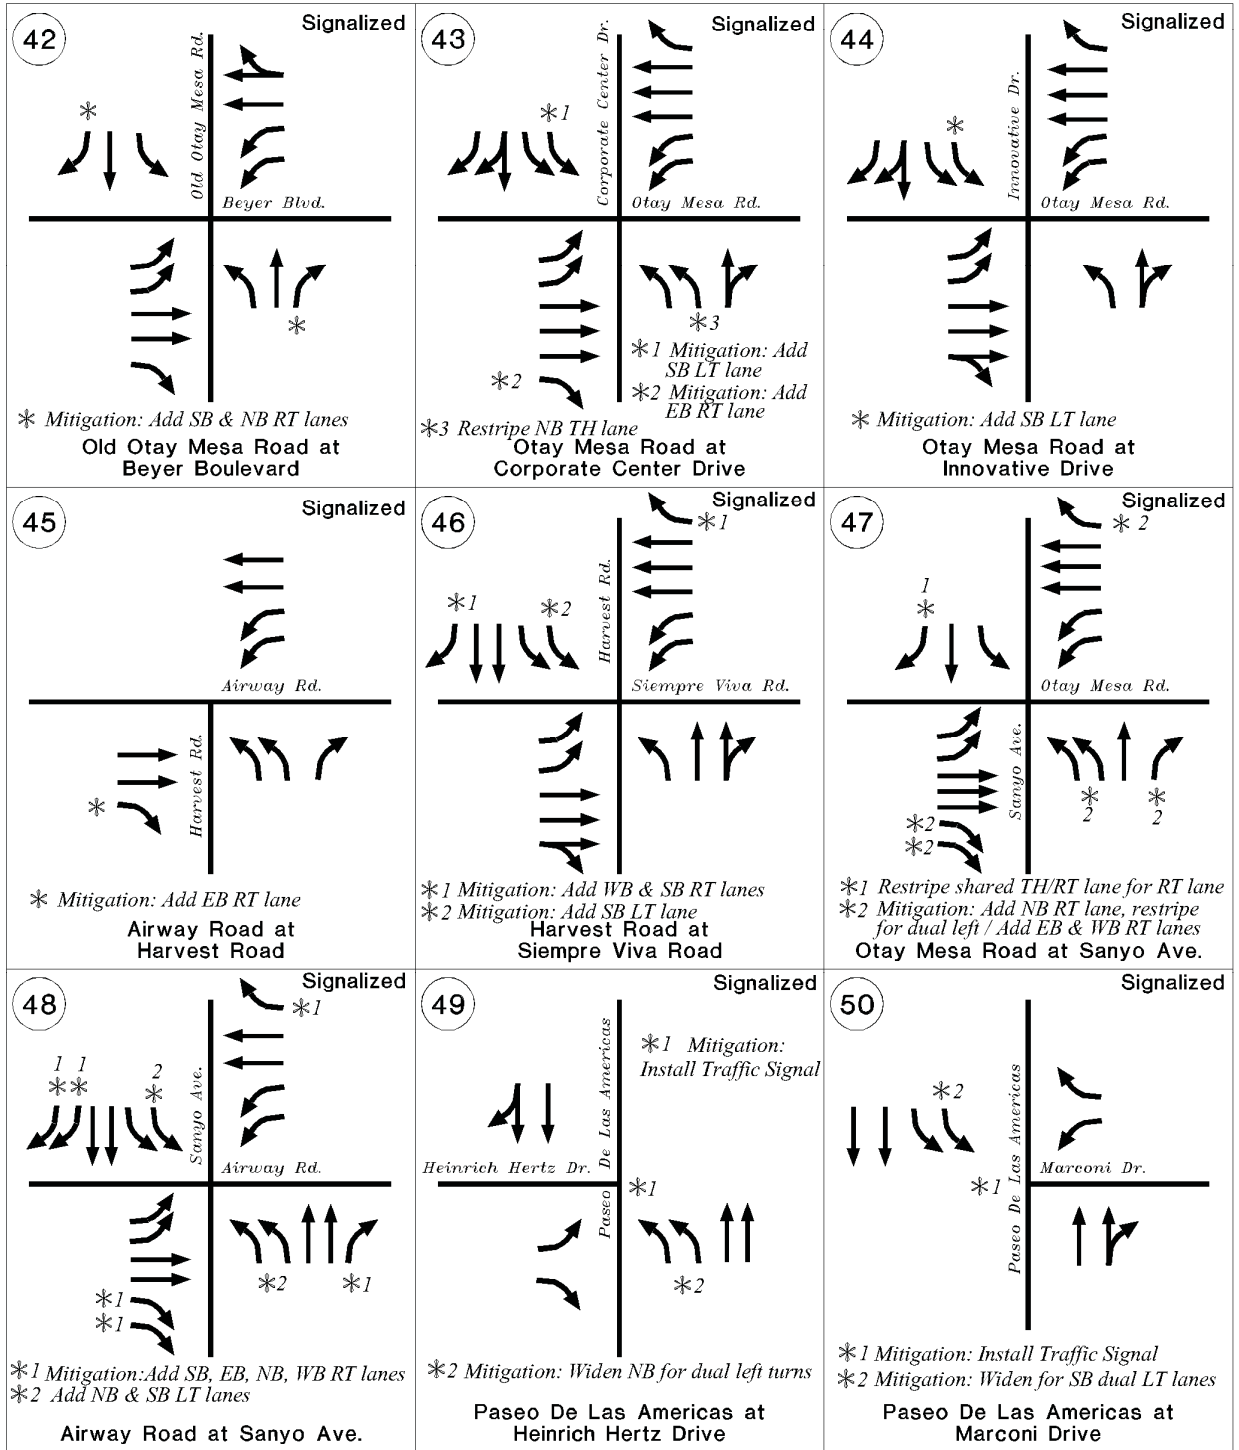 42
Signalized
Old Otay Mesa Rd.
*
Beyer Blvd.
*
* Mitigation: Add SB & NB RT lanes
Old Otay Mesa Road at
Beyer Boulevard
43
Signalized
Corporate Center Dr.
*1
Otay Mesa Rd.
*3
*1 Mitigation: Add
SB LT lane
*2
*2 Mitigation: Add
EB RT lane
*3 Restripe NB TH lane
Otay Mesa Road at
Corporate Center Drive
44
Signalized
Innovative Dr.
*
Otay Mesa Rd.
* Mitigation: Add SB LT lane
Otay Mesa Road at
Innovative Drive
45
Signalized
Airway Rd.
Harvest Rd.
*
* Mitigation: Add EB RT lane
Airway Road at
Harvest Road
46
Signalized
*1
Harvest Rd.
*1
*2
Siempre Viva Rd.
*1 Mitigation: Add WB & SB RT lanes
*2 Mitigation: Add SB LT lane
Harvest Road at
Siempre Viva Road
47
Signalized
* 2
1
*
Otay Mesa Rd.
Sanyo Ave.
*
2
*
2
*2
*2
*1 Restripe shared TH/RT lane for RT lane
*2 Mitigation: Add NB RT lane, restripe
for dual left / Add EB & WB RT lanes
Otay Mesa Road at Sanyo Ave.
48
Signalized
*1
1 1
* *
2
*
Sanyo Ave.
Airway Rd.
*2
*1
*1
*1
*1 Mitigation:Add SB, EB, NB, WB RT lanes
*2 Add NB & SB LT lanes
Airway Road at Sanyo Ave.
49
Signalized
Paseo De Las Americas
*1 Mitigation:
Install Traffic Signal
Heinrich Hertz Dr.
*1
*2
*2 Mitigation: Widen NB for dual left turns
Paseo De Las Americas at
Heinrich Hertz Drive
50
Signalized
Paseo De Las Americas
*2
Marconi Dr.
*1
*1 Mitigation: Install Traffic Signal
*2 Mitigation: Widen for SB dual LT lanes
Paseo De Las Americas at
Marconi Drive